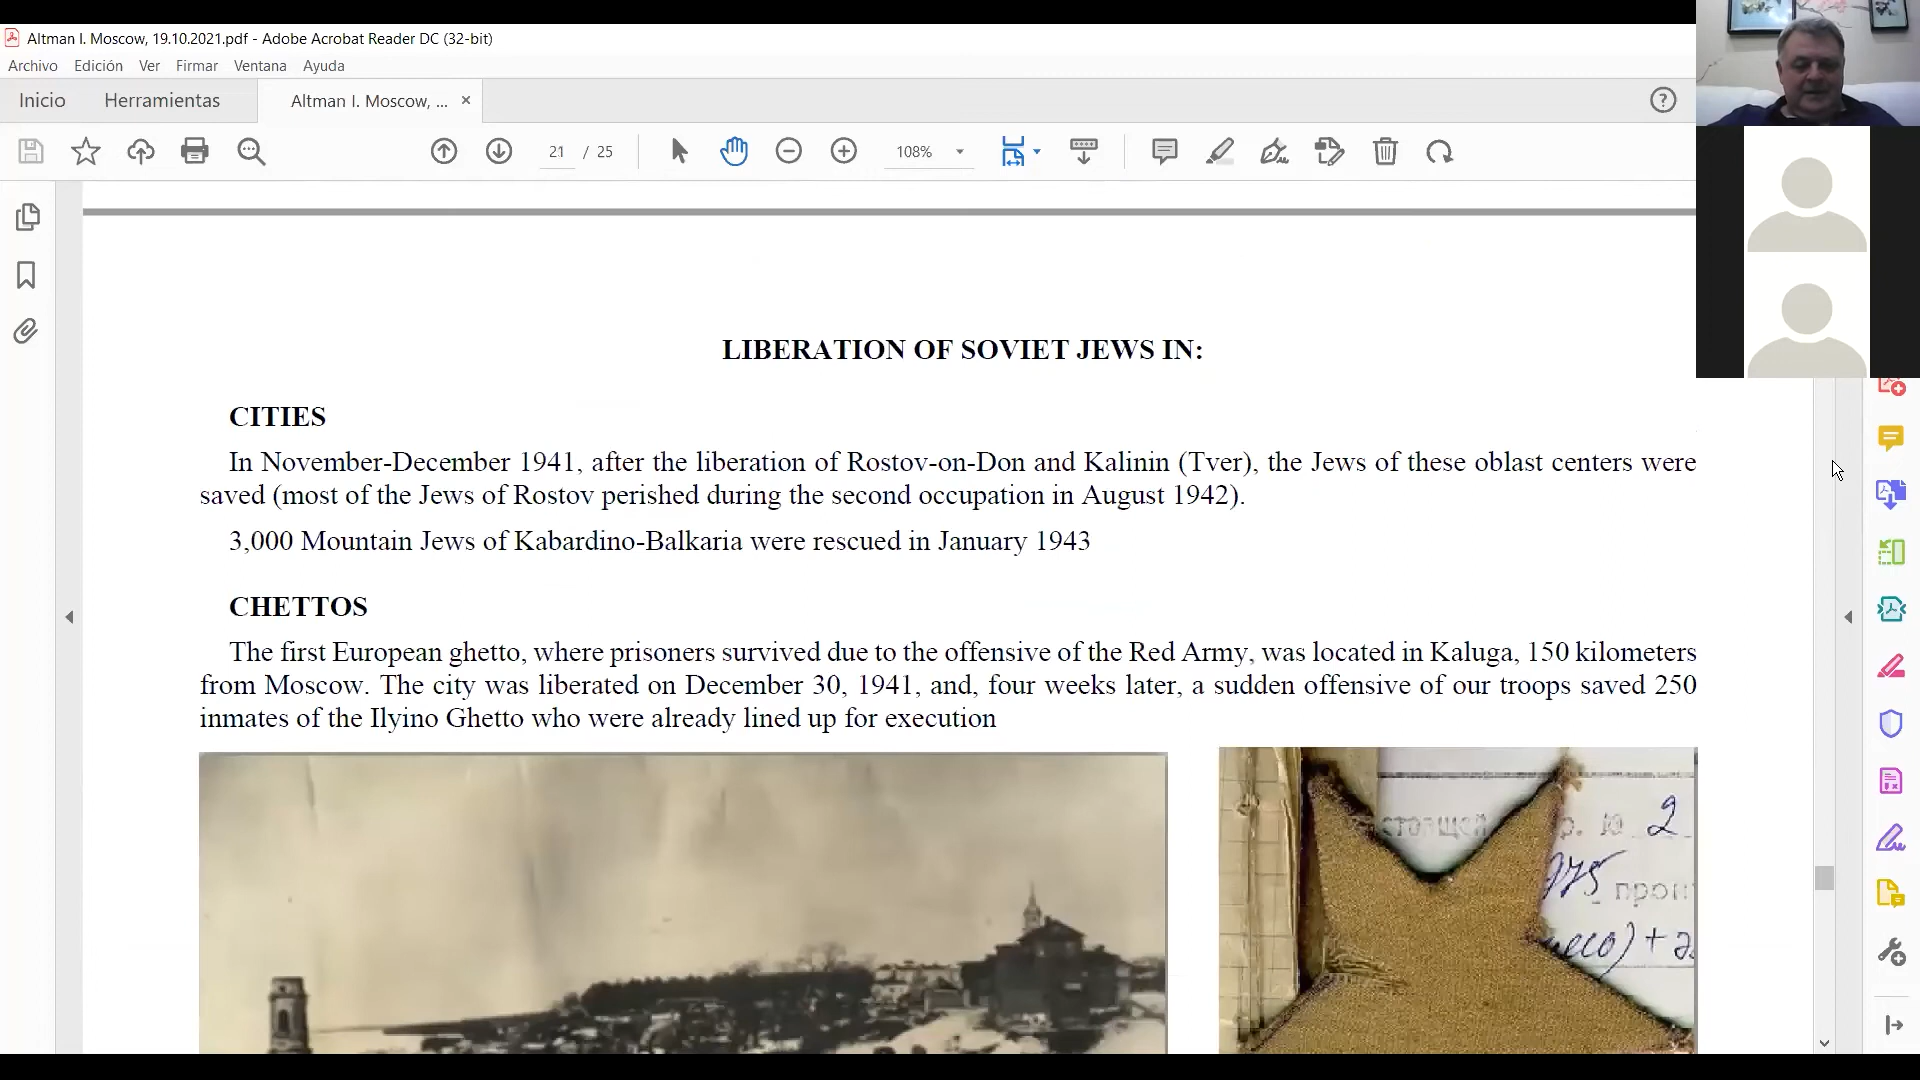 Altman I. Moscow, 19.10.2021.pdf - Adobe Acrobat Reader DC (32-bit)
Archivo Edición Ver Firmar Ventana Ayuda
Inicio Herramientas Altman I. Moscow, ... ×
21 / 25 108%
LIBERATION OF SOVIET JEWS IN:
CITIES
In November-December 1941, after the liberation of Rostov-on-Don and Kalinin (Tver), the Jews of these oblast centers were
saved (most of the Jews of Rostov perished during the second occupation in August 1942).
3,000 Mountain Jews of Kabardino-Balkaria were rescued in January 1943
CHETTOS
The first European ghetto, where prisoners survived due to the offensive of the Red Army, was located in Kaluga, 150 kilometers
from Moscow. The city was liberated on December 30, 1941, and, four weeks later, a sudden offensive of our troops saved 250
inmates of the Ilyino Ghetto who were already lined up for execution
2